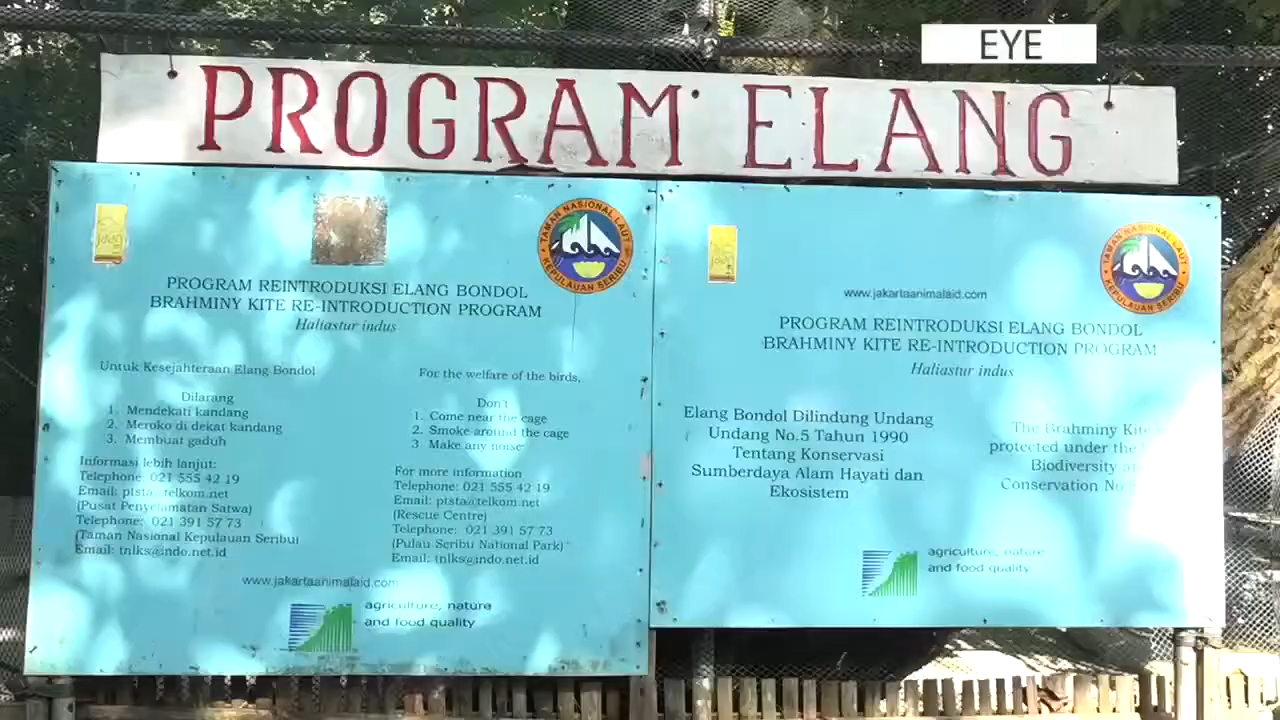 EYE
PROGRAM ELANG
TAMAN NASIONAL LAUT
KEPULAUAN SERIBU
PROGRAM REINTRODUKSI ELANG BONDOL
BRAHMINY KITE RE-INTRODUCTION PROGRAM
Haliastur indus
Untuk Kesejahteraan Elang Bondol
Dilarang
1. Mendekati kandang
2. Meroko di dekat kandang
3. Membuat gaduh
Informasi lebih lanjut:
Telephone: 021 555 42 19
Email: ptsta telkom.net
(Pusat Penyelamatan Satwa)
Telephone: 021 391 57 73
(Taman Nasional Kepulauan Seribu)
Email: tnlks@indo.net.id
For the welfare of the birds,
Don't
1. Come near the cage
2. Smoke around the cage
3. Make any noise
For more information
Telephone: 021 555 42 19
Email: ptsta@telkom.net
(Rescue Centre)
Telephone: 021 391 57 73
(Pulau Seribu National Park)
Email: tnlks@indo.net.id
www.jakartaanimalaid.com
agriculture, nature
and food quality
TAMAN NASIONAL LAUT
KEPULAUAN SERIBU
www.jakartaanimalaid.com
PROGRAM REINTRODUKSI ELANG BONDOL
BRAHMINY KITE RE-INTRODUCTION PROGRAM
Haliastur indus
Elang Bondol Dilindung Undang
Undang No.5 Tahun 1990
Tentang Konservasi
Sumberdaya Alam Hayati dan
Ekosistem
The Brahminy Kite
protected under the
Biodiversity
Conservation No
agriculture, nature
and food quality